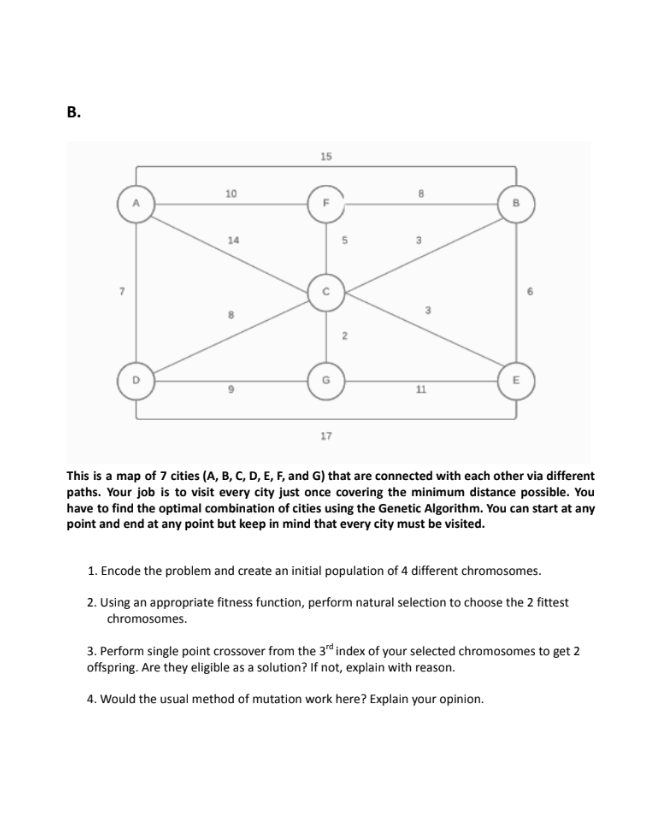 B.
15
A
10
F
8
B
14
5
3
7
C
6
8
3
2
D
9
G
11
E
17
This is a map of 7 cities (A, B, C, D, E, F, and G) that are connected with each other via different
paths. Your job is to visit every city just once covering the minimum distance possible. You
have to find the optimal combination of cities using the Genetic Algorithm. You can start at any
point and end at any point but keep in mind that every city must be visited.
1. Encode the problem and create an initial population of 4 different chromosomes.
2. Using an appropriate fitness function, perform natural selection to choose the 2 fittest
chromosomes.
3. Perform single point crossover from the 3rd index of your selected chromosomes to get 2
offspring. Are they eligible as a solution? If not, explain with reason.
4. Would the usual method of mutation work here? Explain your opinion.